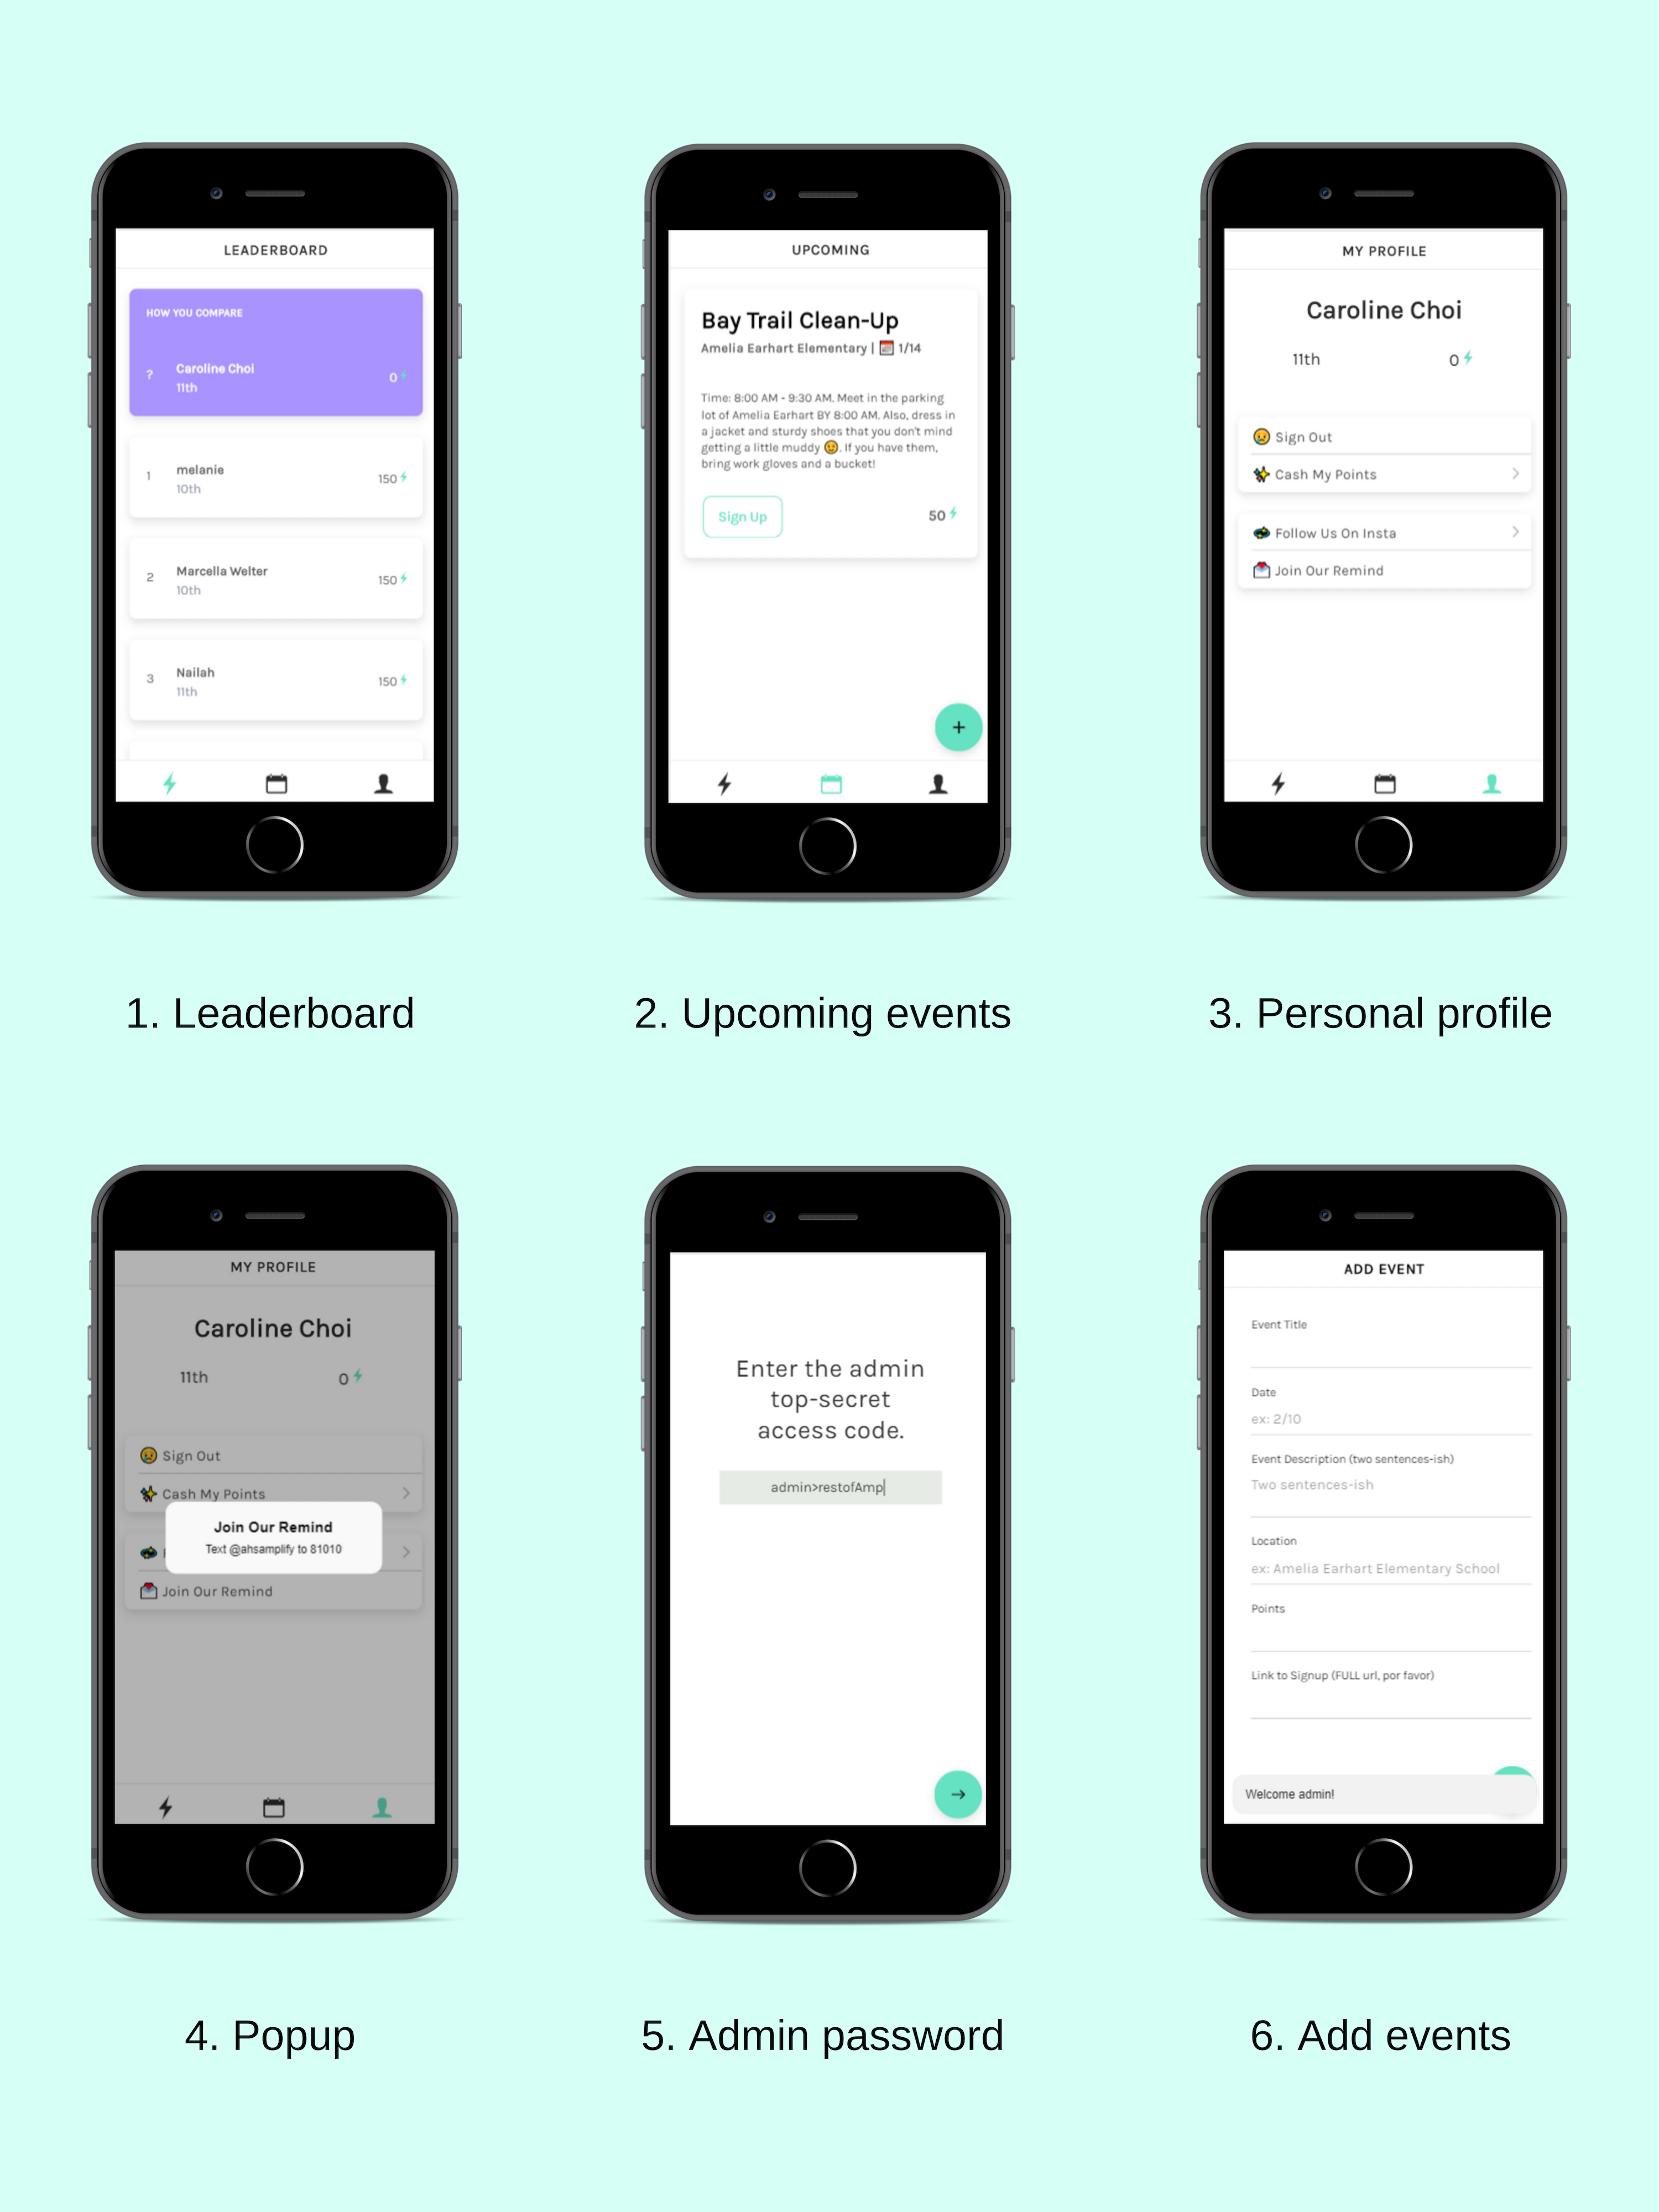 LEADERBOARD
HOW YOU COMPARE
?
Caroline Choi
11th
0
1
melanie
10th
150
2
Marcella Welter
10th
150
3
Nailah
11th
150
1. Leaderboard
UPCOMING
Bay Trail Clean-Up
Amelia Earhart Elementary | 📅 1/14
Time: 8:00 AM - 9:30 AM. Meet in the parking
lot of Amelia Earhart BY 8:00 AM. Also, dress in
a jacket and sturdy shoes that you don't mind
getting a little muddy 😉. If you have them,
bring work gloves and a bucket!
Sign Up
50
+
2. Upcoming events
MY PROFILE
Caroline Choi
11th
0
Sign Out
Cash My Points
Follow Us On Insta
Join Our Remind
3. Personal profile
MY PROFILE
Caroline Choi
11th
0
Sign Out
Cash My Points
Join Our Remind
Text @ahsamplify to 81010
Join Our Remind
4. Popup
Enter the admin
top-secret
access code.
admin>restofAmp
5. Admin password
ADD EVENT
Event Title
Date
ex: 2/10
Event Description (two sentences-ish)
Two sentences-ish
Location
ex: Amelia Earhart Elementary School
Points
Link to Signup (FULL url, por favor)
Welcome admin!
6. Add events